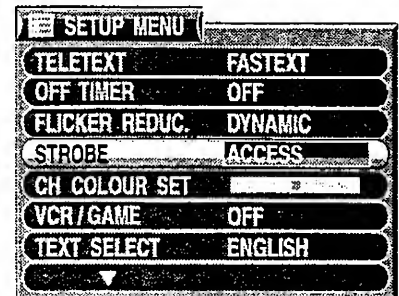 SETUP MENU
TELETEXT FASTEXT
OFF TIMER OFF
FLICKER REDUC. DYNAMIC
STROBE ACCESS
CH COLOUR SET
VCR/GAME OFF
TEXT SELECT ENGLISH